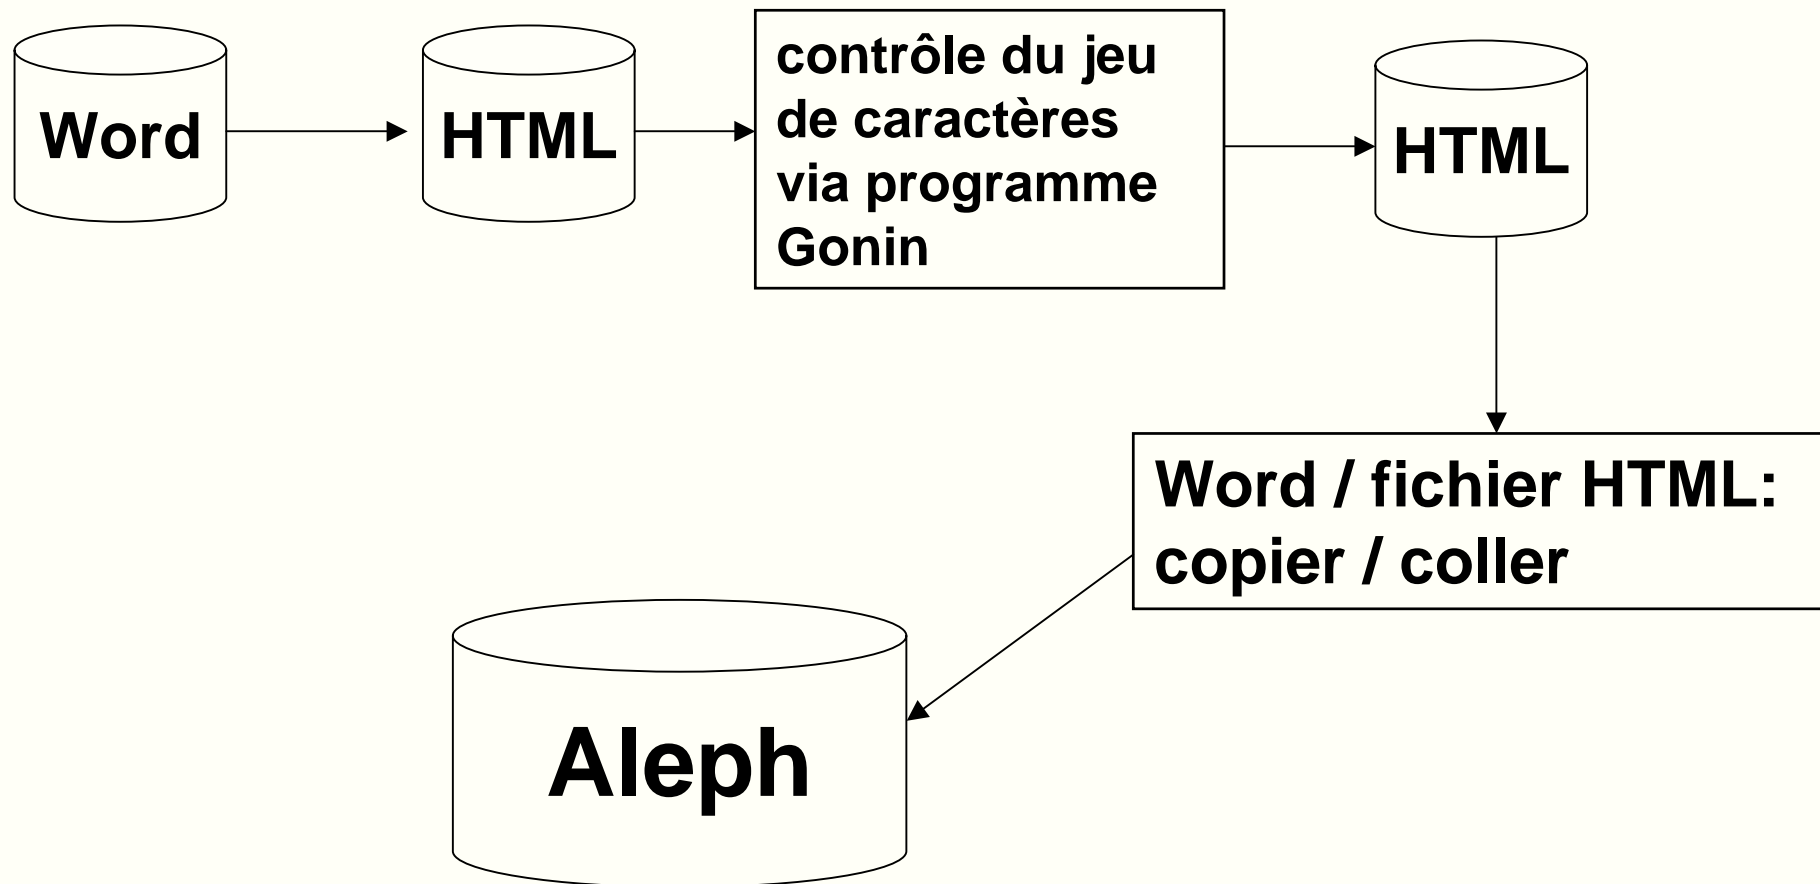 Word
HTML
contrôle du jeu
de caractères
via programme
Gonin
HTML
Word / fichier HTML:
copier / coller
Aleph